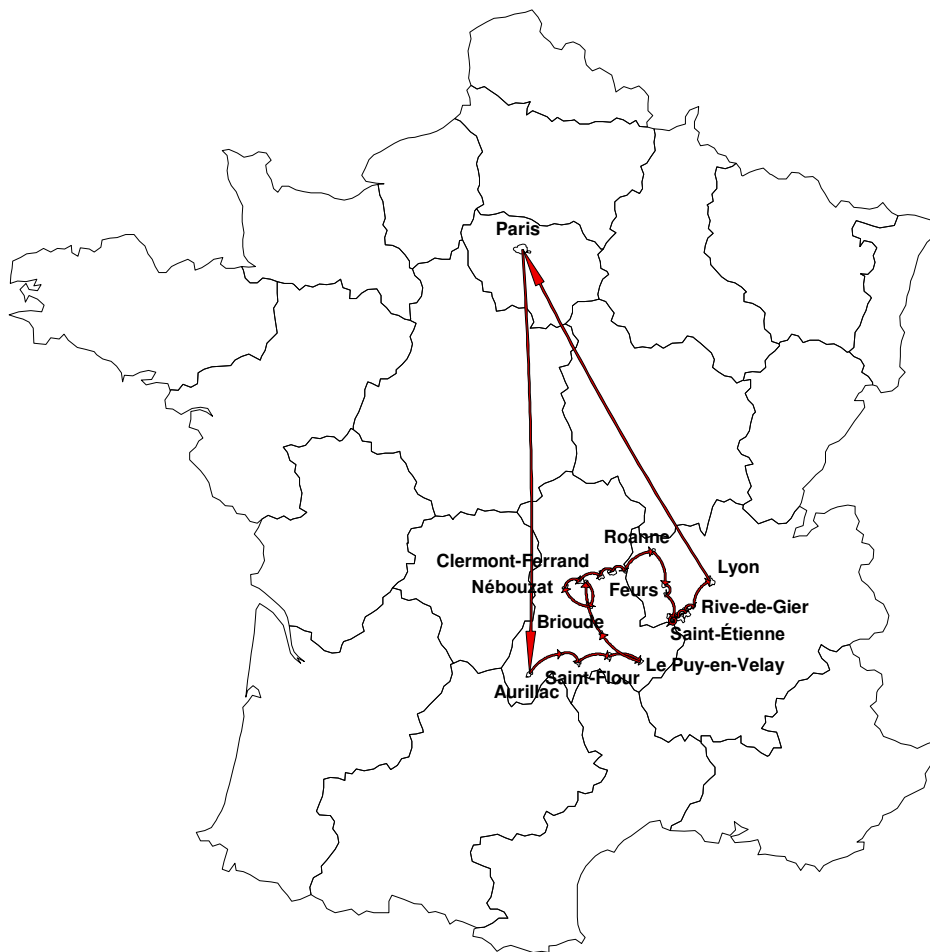 Paris
Roanne
Clermont-Ferrand
Lyon
Nébouzat
Feurs
Rive-de-Gier
Brioude
Saint-Étienne
Le Puy-en-Velay
Saint-Flour
Aurillac